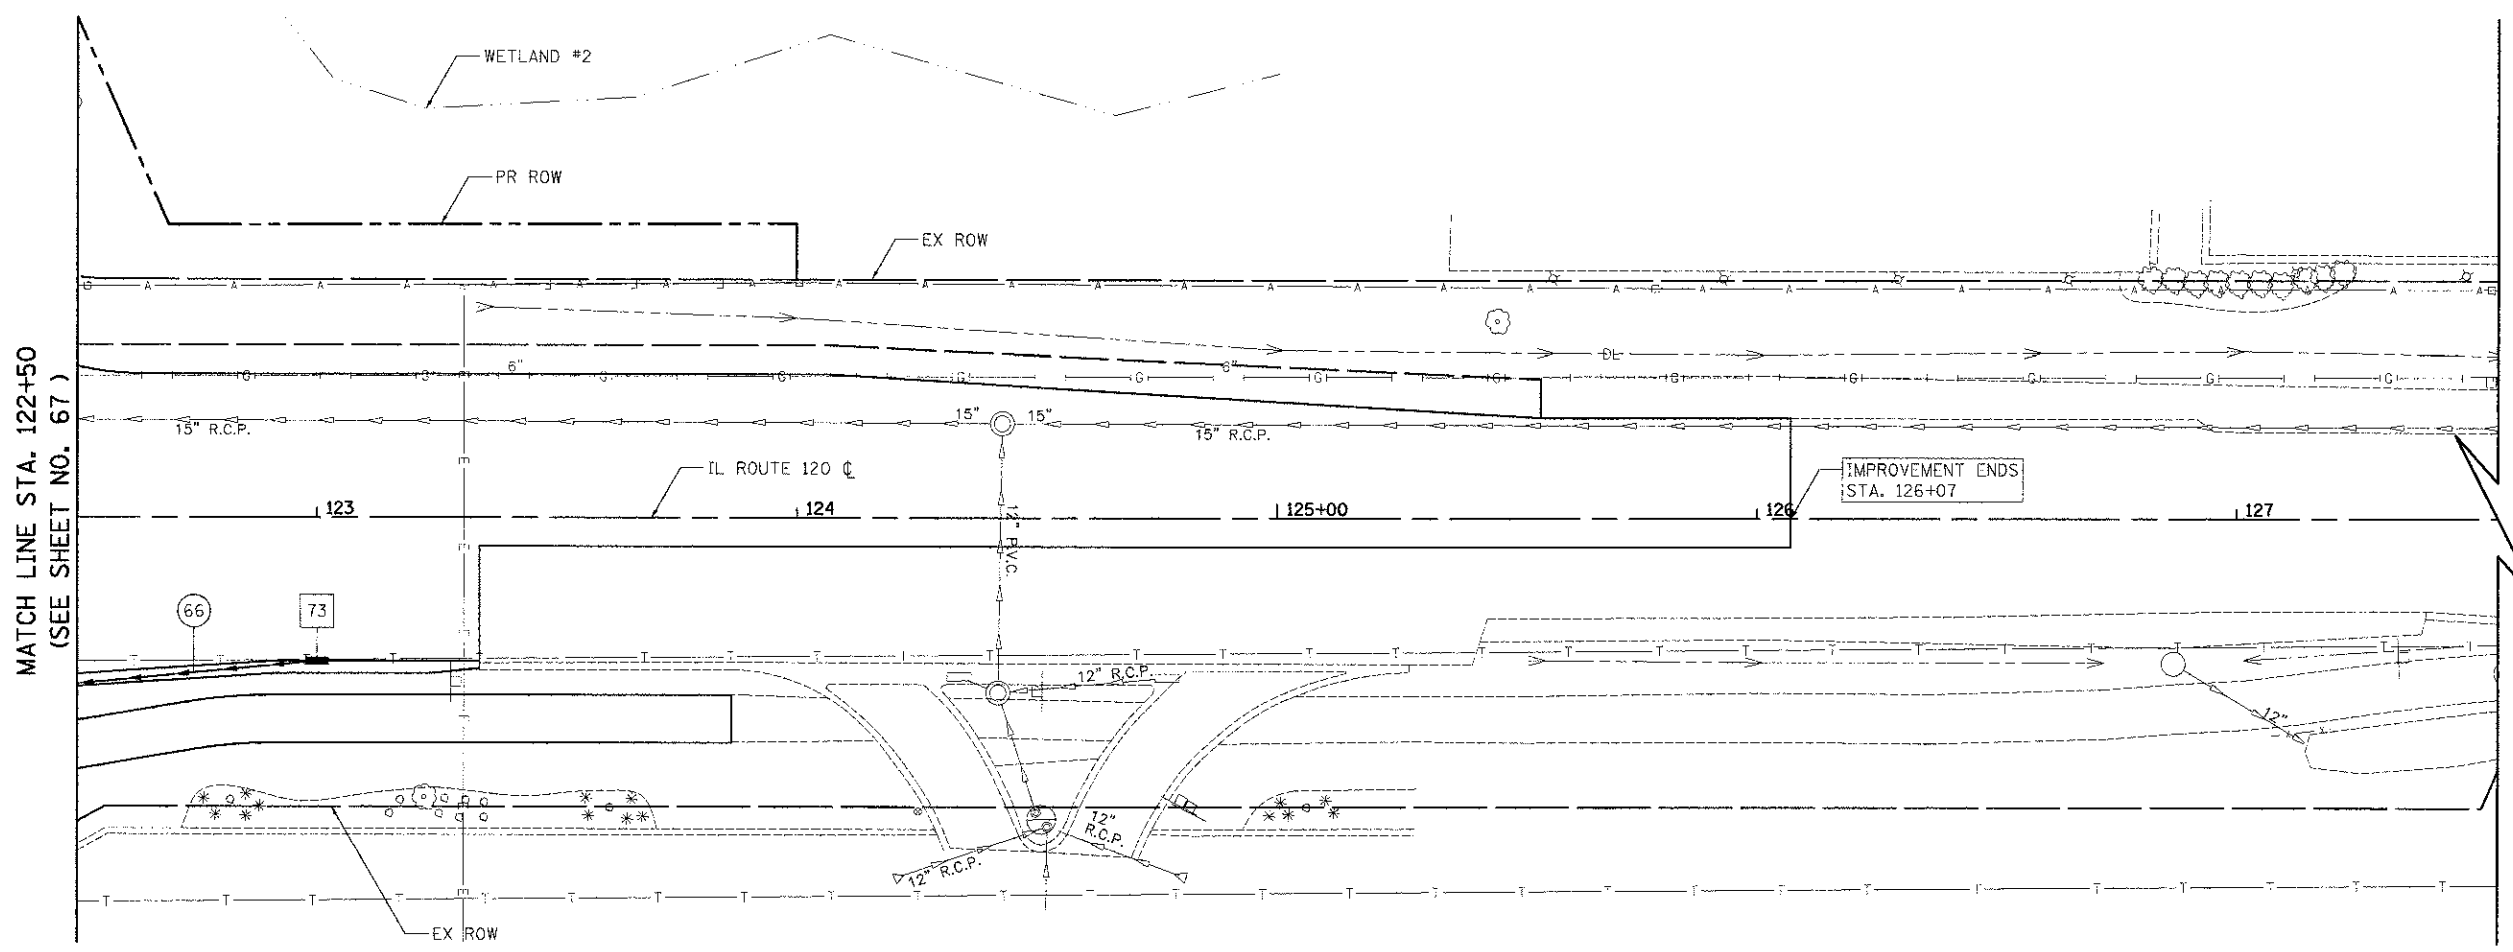 WETLAND #2
PR ROW
EX ROW
MATCH LINE STA. 122+50
(SEE SHEET NO. 67)
6"
8"
DL
15" R.C.P.
15"
15"
15" R.C.P.
IL ROUTE 120 ℄
IMPROVEMENT ENDS
STA. 126+07
123
124
125+00
126
127
12" P.V.C.
66
73
12" R.C.P.
12"
12"
R.C.P.
12" R.C.P.
EX ROW